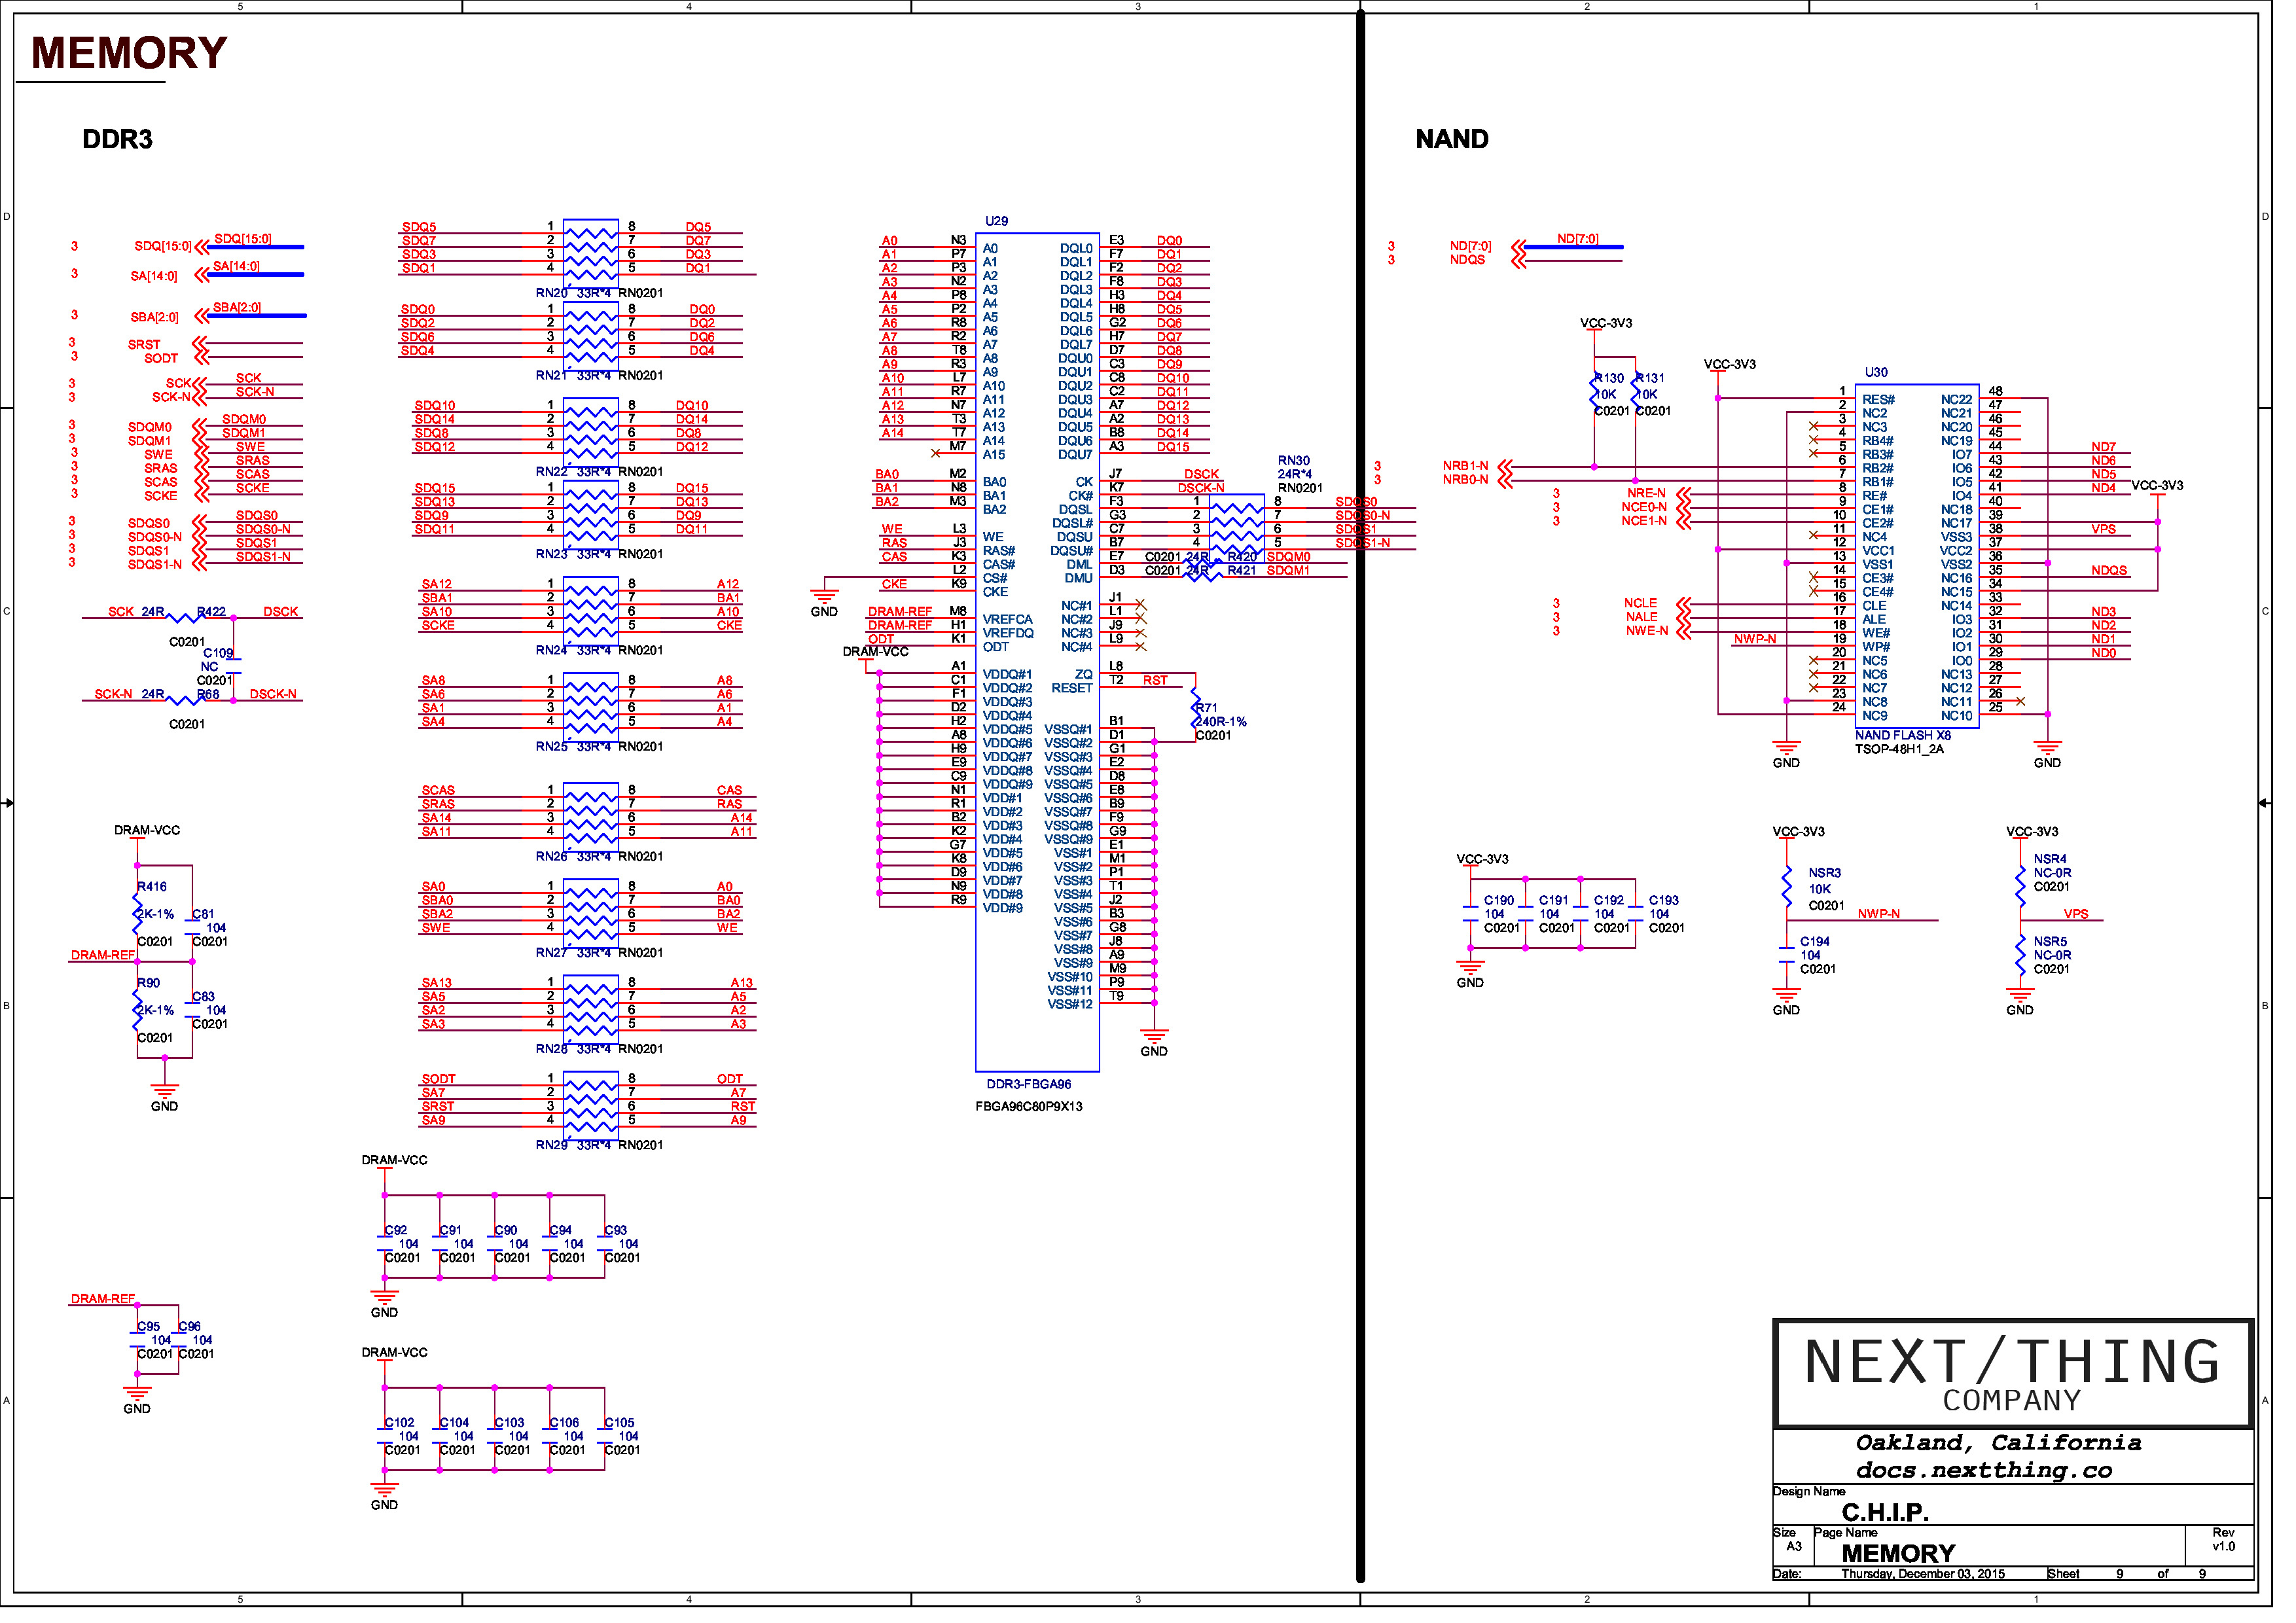 5 4 3 2 1
MEMORY
DDR3
NAND
D
D
C
C
B
B
A
A
3 SDQ[15:0] SDQ[15:0]
3 SA[14:0] SA[14:0]
3 SBA[2:0] SBA[2:0]
3 SRST
3 SODT
3 SCK SCK
3 SCK-N SCK-N
3 SDQM0 SDQM0
3 SDQM1 SDQM1
3 SWE SWE
3 SRAS SRAS
3 SCAS SCAS
3 SCKE SCKE
3 SDQS0 SDQS0
3 SDQS0-N SDQS0-N
3 SDQS1 SDQS1
3 SDQS1-N SDQS1-N
SCK 24R R422 DSCK
C0201
C109
NC
C0201
SCK-N 24R R68 DSCK-N
C0201
DRAM-VCC
R416
2K-1% C81
104
C0201 C0201
DRAM-REF
R90
2K-1% C83
104
C0201
C0201
GND
DRAM-REF
C95 C96
104 104
C0201 C0201
GND
SDQ5 1 8 DQ5
SDQ7 2 7 DQ7
SDQ3 3 6 DQ3
SDQ1 4 5 DQ1
RN20 33R*4 RN0201
SDQ0 1 8 DQ0
SDQ2 2 7 DQ2
SDQ6 3 6 DQ6
SDQ4 4 5 DQ4
RN21 33R*4 RN0201
SDQ10 1 8 DQ10
SDQ14 2 7 DQ14
SDQ8 3 6 DQ8
SDQ12 4 5 DQ12
RN22 33R*4 RN0201
SDQ15 1 8 DQ15
SDQ13 2 7 DQ13
SDQ9 3 6 DQ9
SDQ11 4 5 DQ11
RN23 33R*4 RN0201
SA12 1 8 A12
SBA1 2 7 BA1
SA10 3 6 A10
SCKE 4 5 CKE
RN24 33R*4 RN0201
SA8 1 8 A8
SA6 2 7 A6
SA1 3 6 A1
SA4 4 5 A4
RN25 33R*4 RN0201
SCAS 1 8 CAS
SRAS 2 7 RAS
SA14 3 6 A14
SA11 4 5 A11
RN26 33R*4 RN0201
SA0 1 8 A0
SBA0 2 7 BA0
SBA2 3 6 BA2
SWE 4 5 WE
RN27 33R*4 RN0201
SA13 1 8 A13
SA5 2 7 A5
SA2 3 6 A2
SA3 4 5 A3
RN28 33R*4 RN0201
SODT 1 8 ODT
SA7 2 7 A7
SRST 3 6 RST
SA9 4 5 A9
RN29 33R*4 RN0201
DRAM-VCC
C92 C91 C90 C94 C93
104 104 104 104 104
C0201 C0201 C0201 C0201 C0201
GND
DRAM-VCC
C102 C104 C103 C106 C105
104 104 104 104 104
C0201 C0201 C0201 C0201 C0201
GND
U29
A0 N3 A0 DQL0 E3 DQ0
A1 P7 A1 DQL1 F7 DQ1
A2 P3 A2 DQL2 F2 DQ2
A3 N2 A3 DQL3 F8 DQ3
A4 P8 A4 DQL4 H3 DQ4
A5 P2 A5 DQL5 H8 DQ5
A6 R8 A6 DQL6 G2 DQ6
A7 R2 A7 DQL7 H7 DQ7
A8 T8 A8 DQU0 D7 DQ8
A9 R3 A9 DQU1 C3 DQ9
A10 L7 A10 DQU2 C8 DQ10
A11 R7 A11 DQU3 C2 DQ11
A12 N7 A12 DQU4 A7 DQ12
A13 T3 A13 DQU5 A2 DQ13
A14 T7 A14 DQU6 B8 DQ14
M7 A15 DQU7 A3 DQ15
RN30
24R*4
RN0201
BA0 M2 BA0 CK J7 DSCK
BA1 N8 BA1 CK# K7 DSCK-N
BA2 M3 BA2 DQSL F3 1 8 SDQS0
DQSL# G3 2 7 SDQS0-N
WE L3 WE DQSU C7 3 6 SDQS1
RAS J3 RAS# DQSU# B7 4 5 SDQS1-N
CAS K3 CAS# DML E7 C0201 24R R420 SDQM0
L2 CS# DMU D3 C0201 24R R421 SDQM1
CKE K9 CKE
GND
NC#1 J1
DRAM-REF M8 VREFCA NC#2 L1
DRAM-REF H1 VREFDQ NC#3 J9
ODT K1 ODT NC#4 L9
DRAM-VCC
A1 VDDQ#1 ZQ L8
C1 VDDQ#2 RESET T2 RST
F1 VDDQ#3
D2 VDDQ#4
R71
240R-1%
C0201
H2 VDDQ#5 VSSQ#1 B1
A8 VDDQ#6 VSSQ#2 D1
H9 VDDQ#7 VSSQ#3 G1
E9 VDDQ#8 VSSQ#4 E2
C9 VDDQ#9 VSSQ#5 D8
N1 VDD#1 VSSQ#6 E8
R1 VDD#2 VSSQ#7 B9
B2 VDD#3 VSSQ#8 F9
K2 VDD#4 VSSQ#9 G9
G7 VDD#5 VSS#1 E1
K8 VDD#6 VSS#2 M1
D9 VDD#7 VSS#3 P1
N9 VDD#8 VSS#4 T1
R9 VDD#9 VSS#5 J2
VSS#6 B3
VSS#7 G8
VSS#8 J8
VSS#9 A9
VSS#10 M9
VSS#11 P9
VSS#12 T9
GND
DDR3-FBGA96
FBGA96C80P9X13
3 ND[7:0] ND[7:0]
3 NDQS
VCC-3V3
R130 R131
10K 10K
C0201 C0201
VCC-3V3
3 NRB1-N
3 NRB0-N
3 NRE-N
3 NCE0-N
3 NCE1-N
3 NCLE
3 NALE
3 NWE-N
NWP-N
U30
1 RES# NC22 48
2 NC2 NC21 47
3 NC3 NC20 46
4 RB4# NC19 45
5 RB3# IO7 44 ND7
6 RB2# IO6 43 ND6
7 RB1# IO5 42 ND5
8 RE# IO4 41 ND4
VCC-3V3
9 CE1# NC18 40
10 CE2# NC17 39
11 NC4 VSS3 38 VPS
12 VCC1 VCC2 37
13 VSS1 VSS2 36
14 CE3# NC16 35 NDQS
15 CE4# NC15 34
16 CLE NC14 33
17 ALE IO3 32 ND3
18 WE# IO2 31 ND2
19 WP# IO1 30 ND1
20 NC5 IO0 29 ND0
21 NC6 NC13 28
22 NC7 NC12 27
23 NC8 NC11 26
24 NC9 NC10 25
NAND FLASH X8
TSOP-48H1_2A
GND
GND
VCC-3V3
C190 C191 C192 C193
104 104 104 104
C0201 C0201 C0201 C0201
GND
VCC-3V3
NSR3
10K
C0201
NWP-N
C194
104
C0201
GND
VCC-3V3
NSR4
NC-0R
C0201
VPS
NSR5
NC-0R
C0201
GND
NEXT/THING
COMPANY
Oakland, California
docs.nextthing.co
Design Name
C.H.I.P.
Size Page Name Rev
A3 MEMORY v1.0
Date: Thursday, December 03, 2015 Sheet 9 of 9
5 4 3 2 1